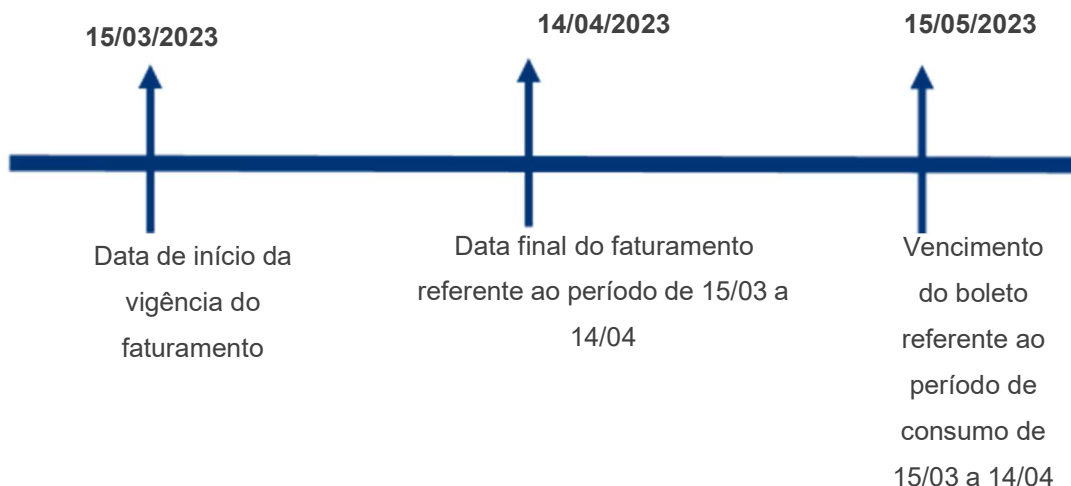 15/03/2023
14/04/2023
15/05/2023
Data de início da
vigência do
faturamento
Data final do faturamento
referente ao período de 15/03 a
14/04
Vencimento
do boleto
referente ao
período de
consumo de
15/03 a 14/04